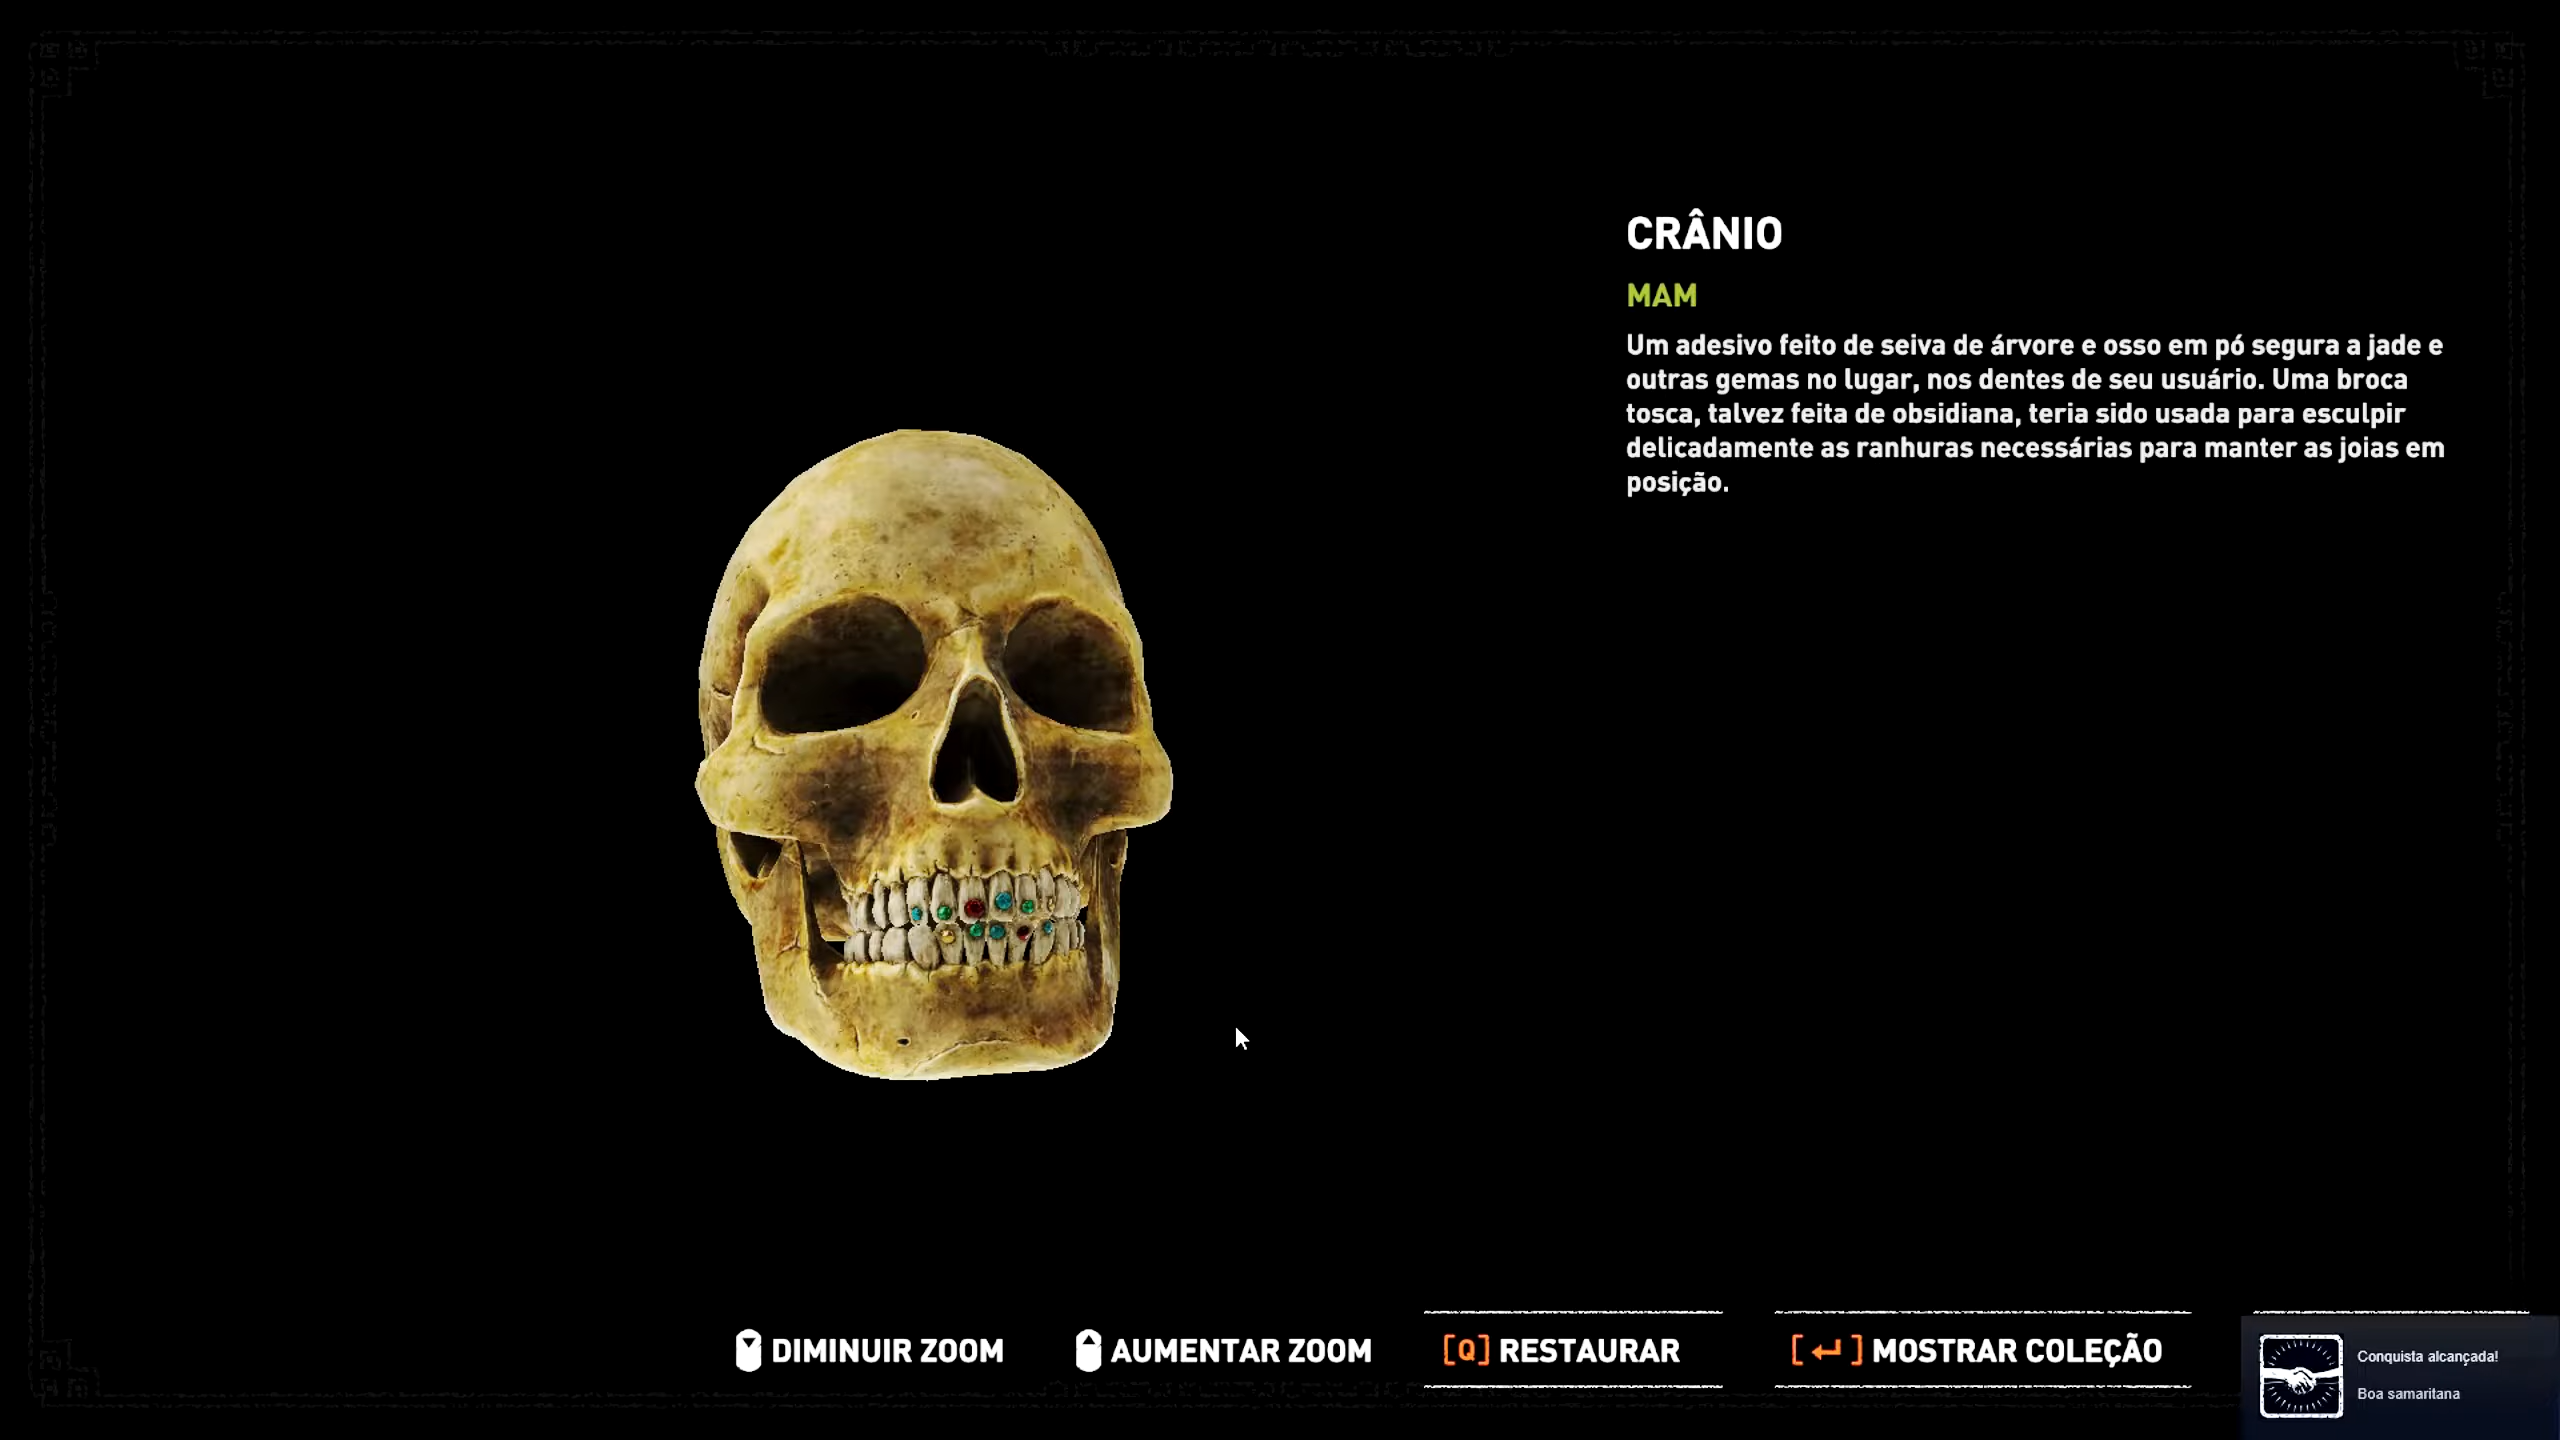 CRÂNIO
MAM
Um adesivo feito de seiva de árvore e osso em pó segura a jade e
outras gemas no lugar, nos dentes de seu usuário. Uma broca
tosca, talvez feita de obsidiana, teria sido usada para esculpir
delicadamente as ranhuras necessárias para manter as joias em
posição.
DIMINUIR ZOOM
AUMENTAR ZOOM
[Q] RESTAURAR
[↵] MOSTRAR COLEÇÃO
Conquista alcançada!
Boa samaritana